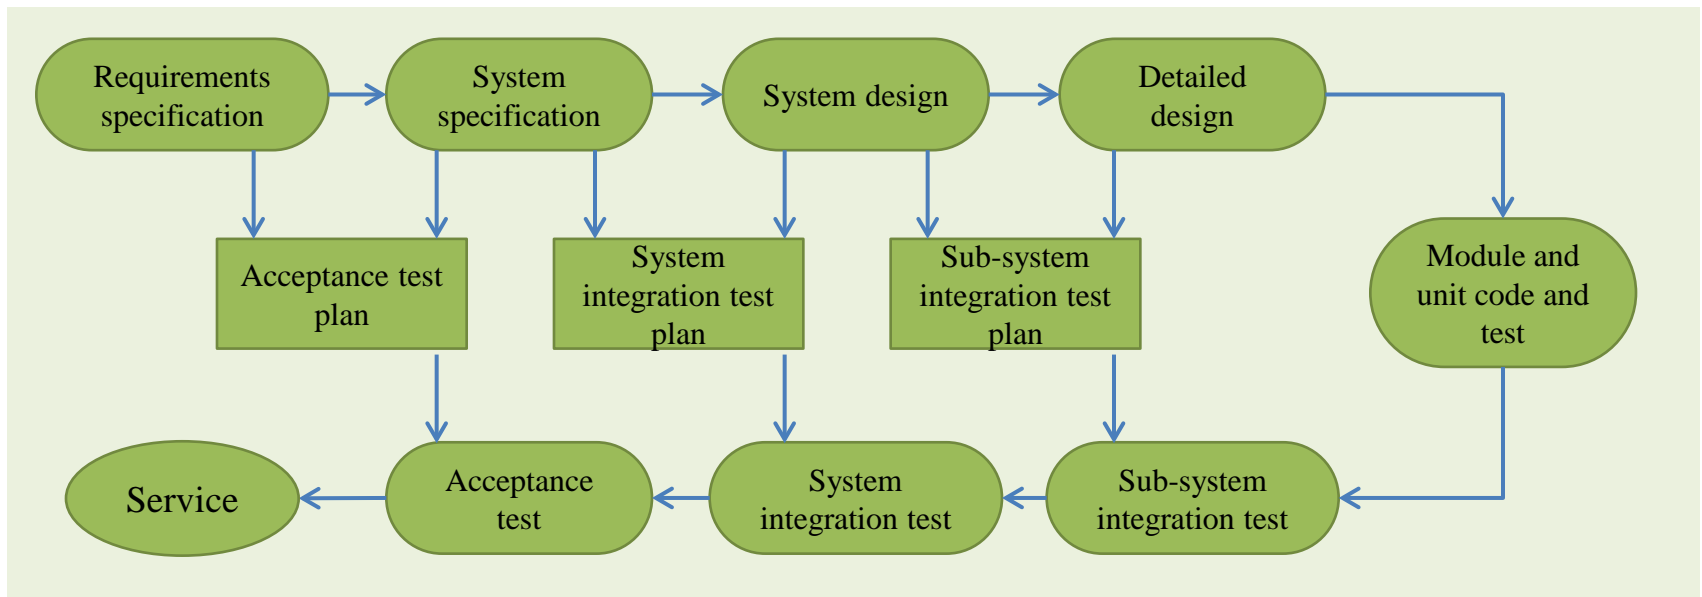 Requirements
specification
System
specification
System design
Detailed
design
Acceptance test
plan
System
integration test
plan
Sub-system
integration test
plan
Module and
unit code and
test
Service
Acceptance
test
System
integration test
Sub-system
integration test